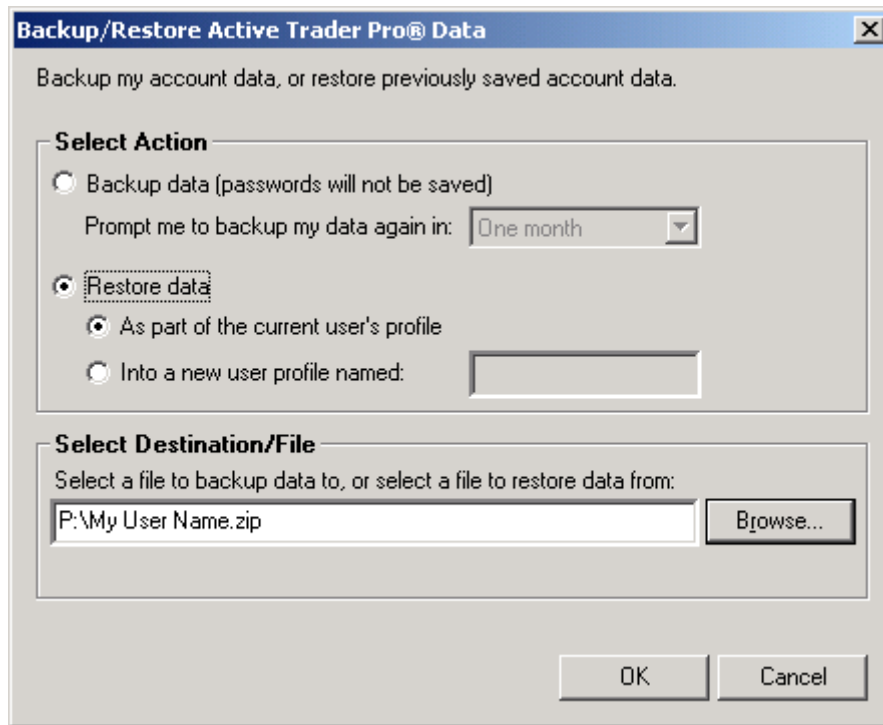 Backup/Restore Active Trader Pro® Data
Backup my account data, or restore previously saved account data.
Select Action
Backup data (passwords will not be saved)
Prompt me to backup my data again in: One month
Restore data
As part of the current user's profile
Into a new user profile named:
Select Destination/File
Select a file to backup data to, or select a file to restore data from:
P:\My User Name.zip Browse...
OK Cancel